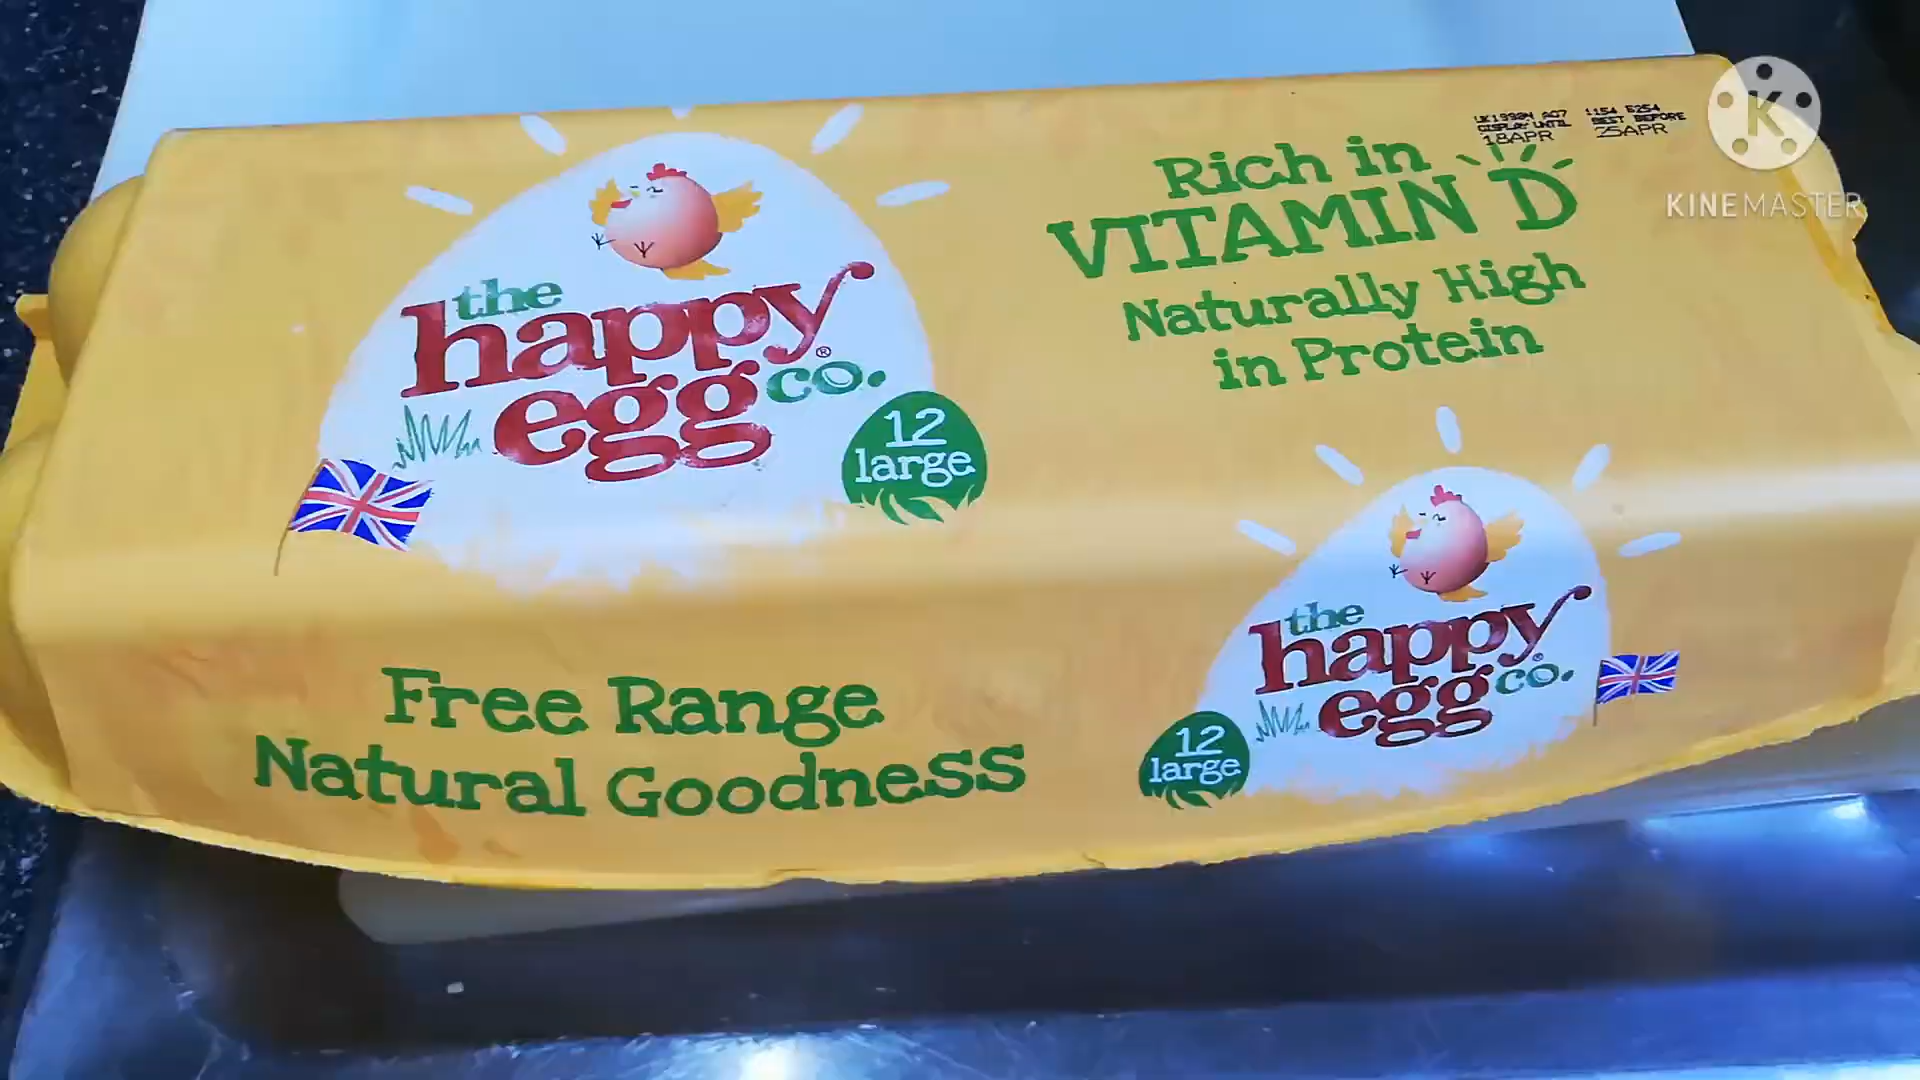 the
happy
egg co.
12
large
Rich in
VITAMIN D
Naturally High
in Protein
DISPLAY UNTIL
18APR
BEST BEFORE
25APR
KINEMASTER
Free Range
Natural Goodness
the
happy
egg co.
12
large